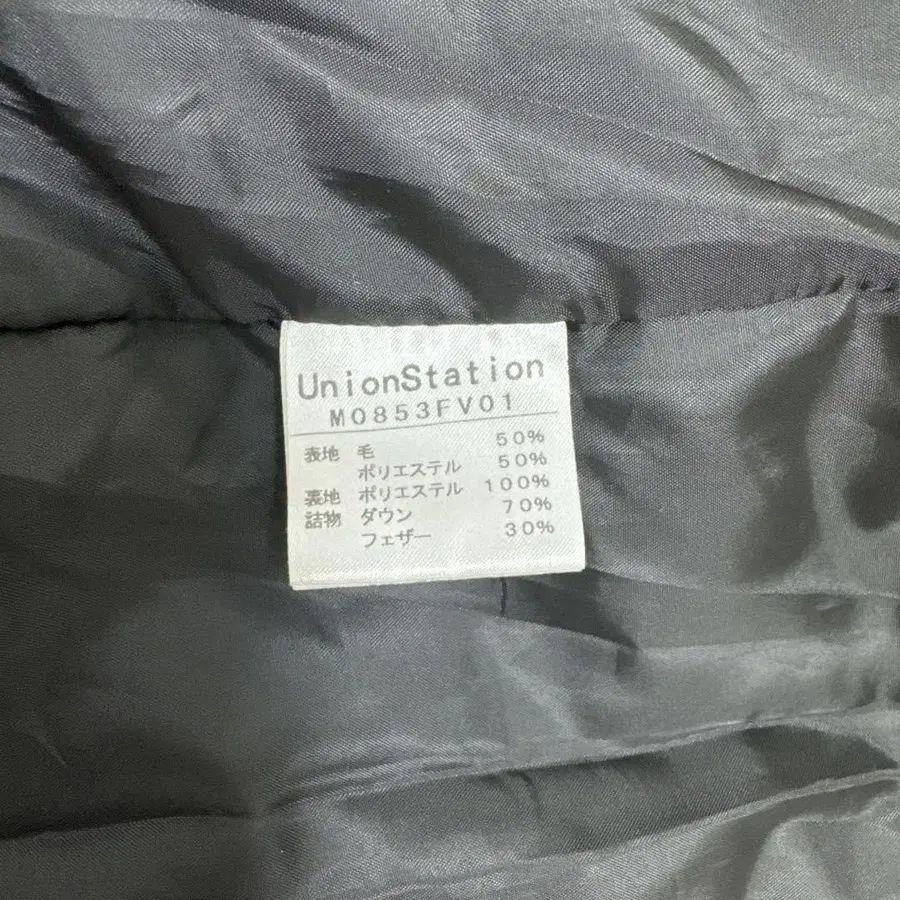 UnionStation
M0853FV01
表地 毛 50%
ポリエステル 50%
裏地 ポリエステル 100%
詰物 ダウン 70%
フェザー 30%